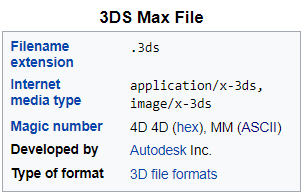 3DS Max File
Filename .3ds
extension
Internet application/x-3ds,
media type image/x-3ds
Magic number 4D 4D (hex), MM (ASCII)
Developed by Autodesk Inc.
Type of format 3D file formats